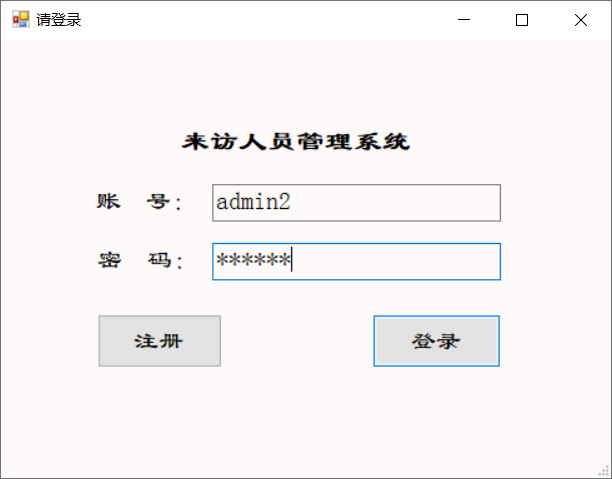 请登录
来访人员管理系统
账 号： admin2
密 码： ******
注册 登录